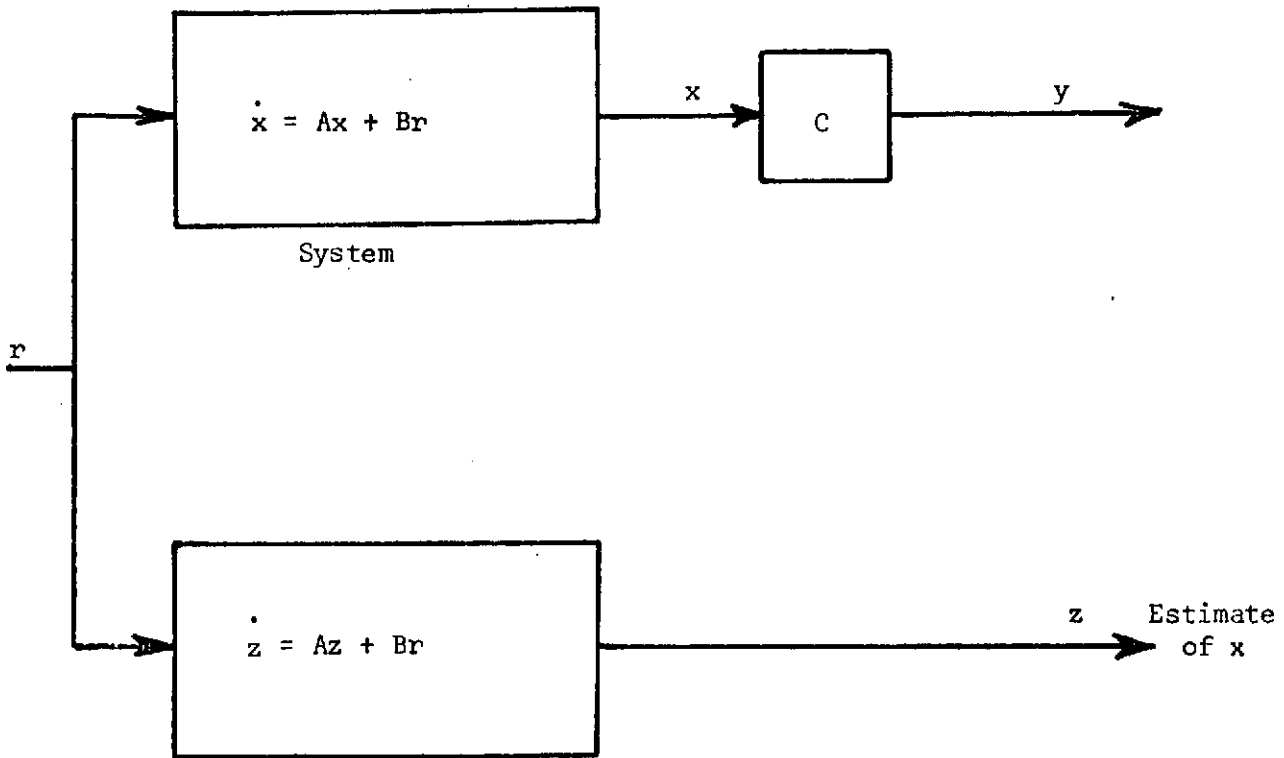 ẋ = Ax + Br
x
C
y
System
r
ż = Az + Br
z
Estimate
of x